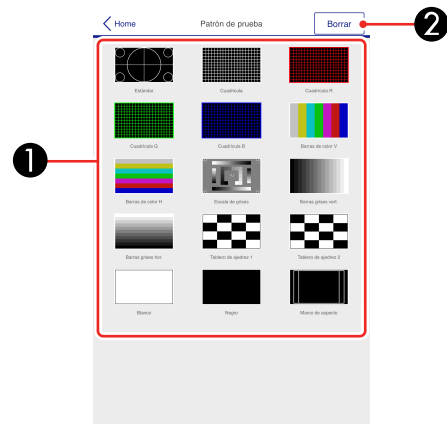 Home Patrón de prueba Borrar 2
Estándar Cuadrícula Cuadrícula R
1
Cuadrícula G Cuadrícula B Barras de color V
Barras de color H Escala de grises Barras grises vert.
Barras grises hor. Tablero de ajedrez 1 Tablero de ajedrez 2
Blanco Negro Marco de aspecto